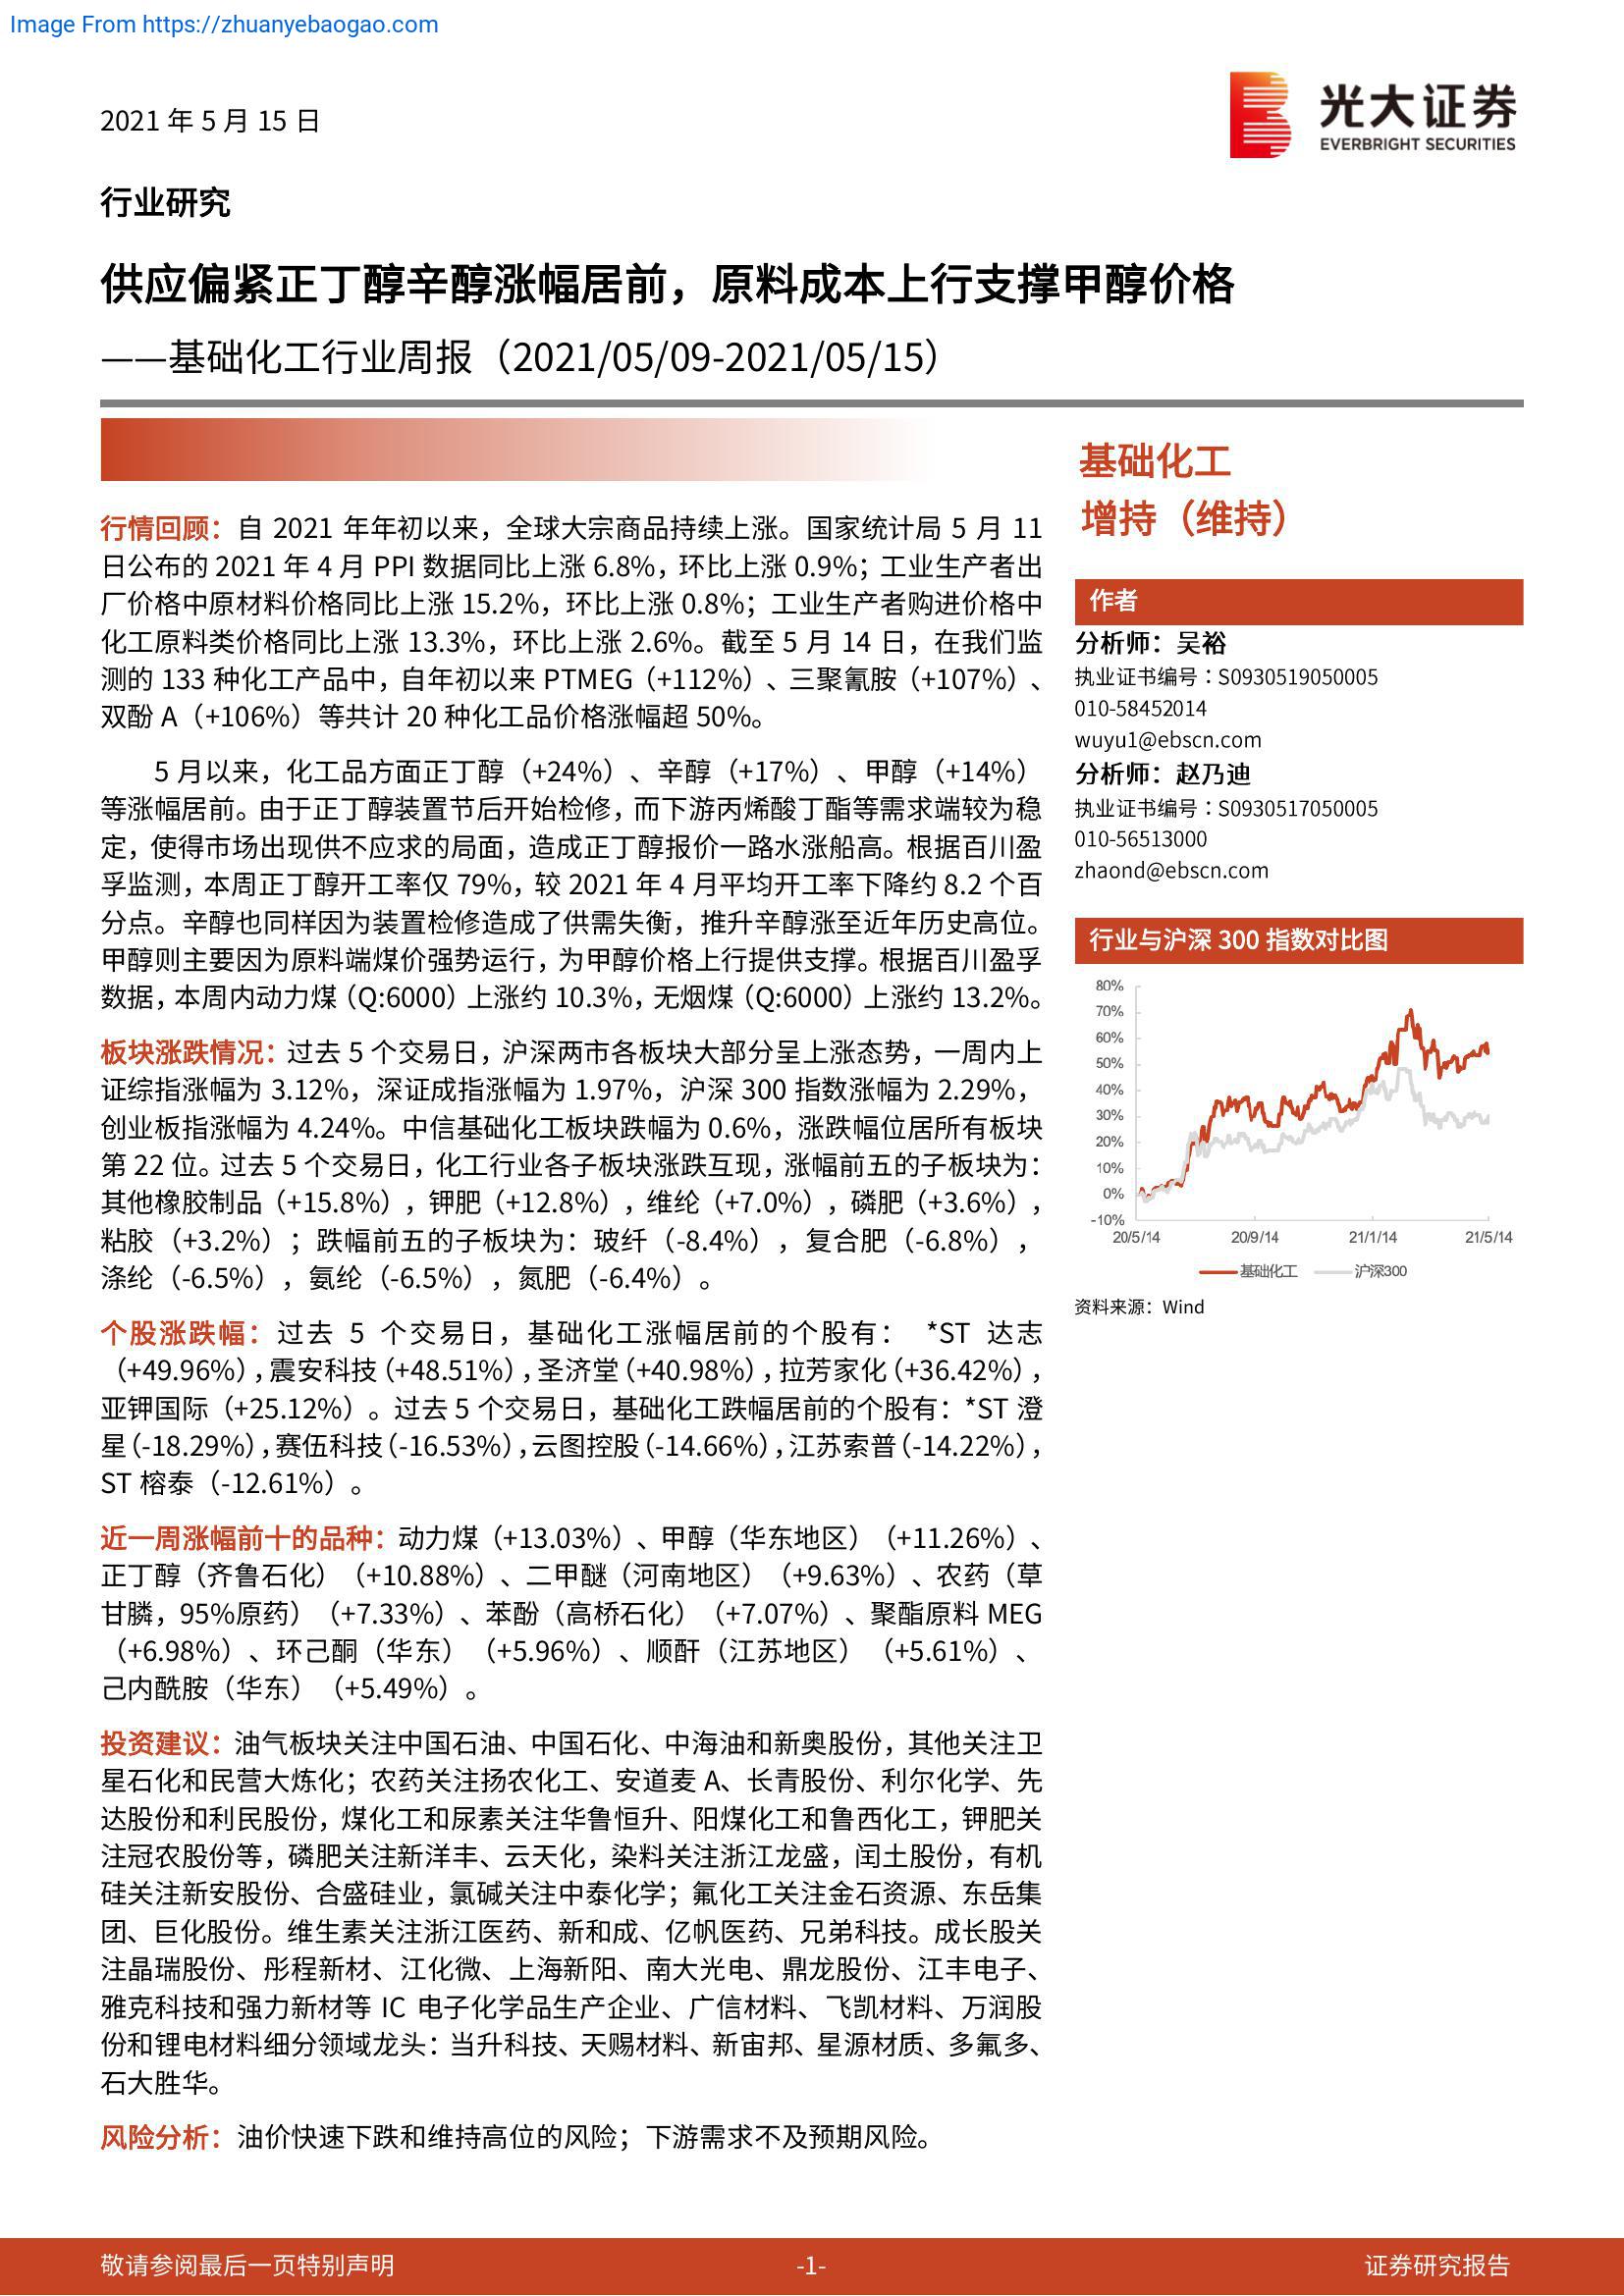 Image From https://zhuanyebaogao.com
2021 年 5 月 15 日
光大证券
EVERBRIGHT SECURITIES
行业研究
供应偏紧正丁醇辛醇涨幅居前，原料成本上行支撑甲醇价格
——基础化工行业周报（2021/05/09-2021/05/15）
行情回顾：自 2021 年年初以来，全球大宗商品持续上涨。国家统计局 5 月 11
日公布的 2021 年 4 月 PPI 数据同比上涨 6.8%，环比上涨 0.9%；工业生产者出
厂价格中原材料价格同比上涨 15.2%，环比上涨 0.8%；工业生产者购进价格中
化工原料类价格同比上涨 13.3%，环比上涨 2.6%。截至 5 月 14 日，在我们监
测的 133 种化工产品中，自年初以来 PTMEG（+112%）、三聚氰胺（+107%）、
双酚 A（+106%）等共计 20 种化工品价格涨幅超 50%。
5 月以来，化工品方面正丁醇（+24%）、辛醇（+17%）、甲醇（+14%）
等涨幅居前。由于正丁醇装置节后开始检修，而下游丙烯酸丁酯等需求端较为稳
定，使得市场出现供不应求的局面，造成正丁醇报价一路水涨船高。根据百川盈
孚监测，本周正丁醇开工率仅 79%，较 2021 年 4 月平均开工率下降约 8.2 个百
分点。辛醇也同样因为装置检修造成了供需失衡，推升辛醇涨至近年历史高位。
甲醇则主要因为原料端煤价强势运行，为甲醇价格上行提供支撑。根据百川盈孚
数据，本周内动力煤（Q:6000）上涨约 10.3%，无烟煤（Q:6000）上涨约 13.2%。
板块涨跌情况：过去 5 个交易日，沪深两市各板块大部分呈上涨态势，一周内上
证综指涨幅为 3.12%，深证成指涨幅为 1.97%，沪深 300 指数涨幅为 2.29%，
创业板指涨幅为 4.24%。中信基础化工板块跌幅为 0.6%，涨跌幅位居所有板块
第 22 位。过去 5 个交易日，化工行业各子板块涨跌互现，涨幅前五的子板块为：
其他橡胶制品（+15.8%），钾肥（+12.8%），维纶（+7.0%），磷肥（+3.6%），
粘胶（+3.2%）；跌幅前五的子板块为：玻纤（-8.4%），复合肥（-6.8%），
涤纶（-6.5%），氨纶（-6.5%），氮肥（-6.4%）。
个股涨跌幅：过去 5 个交易日，基础化工涨幅居前的个股有： *ST 达志
（+49.96%），震安科技（+48.51%），圣济堂（+40.98%），拉芳家化（+36.42%），
亚钾国际（+25.12%）。过去 5 个交易日，基础化工跌幅居前的个股有：*ST 澄
星（-18.29%），赛伍科技（-16.53%），云图控股（-14.66%），江苏索普（-14.22%），
ST 榕泰（-12.61%）。
近一周涨幅前十的品种：动力煤（+13.03%）、甲醇（华东地区）（+11.26%）、
正丁醇（齐鲁石化）（+10.88%）、二甲醚（河南地区）（+9.63%）、农药（草
甘膦，95%原药）（+7.33%）、苯酚（高桥石化）（+7.07%）、聚酯原料 MEG
（+6.98%）、环己酮（华东）（+5.96%）、顺酐（江苏地区）（+5.61%）、
己内酰胺（华东）（+5.49%）。
投资建议：油气板块关注中国石油、中国石化、中海油和新奥股份，其他关注卫
星石化和民营大炼化；农药关注扬农化工、安道麦 A、长青股份、利尔化学、先
达股份和利民股份，煤化工和尿素关注华鲁恒升、阳煤化工和鲁西化工，钾肥关
注冠农股份等，磷肥关注新洋丰、云天化，染料关注浙江龙盛，闰土股份，有机
硅关注新安股份、合盛硅业，氯碱关注中泰化学；氟化工关注金石资源、东岳集
团、巨化股份。维生素关注浙江医药、新和成、亿帆医药、兄弟科技。成长股关
注晶瑞股份、彤程新材、江化微、上海新阳、南大光电、鼎龙股份、江丰电子、
雅克科技和强力新材等 IC 电子化学品生产企业、广信材料、飞凯材料、万润股
份和锂电材料细分领域龙头：当升科技、天赐材料、新宙邦、星源材质、多氟多、
石大胜华。
风险分析：油价快速下跌和维持高位的风险；下游需求不及预期风险。
基础化工
增持（维持）
作者
分析师：吴裕
执业证书编号：S0930519050005
010-58452014
wuyu1@ebscn.com
分析师：赵乃迪
执业证书编号：S0930517050005
010-56513000
zhaond@ebscn.com
行业与沪深 300 指数对比图
80%
70%
60%
50%
40%
30%
20%
10%
0%
-10%
20/5/14 20/9/14 21/1/14 21/5/14
基础化工 沪深300
资料来源：Wind
敬请参阅最后一页特别声明 -1- 证券研究报告